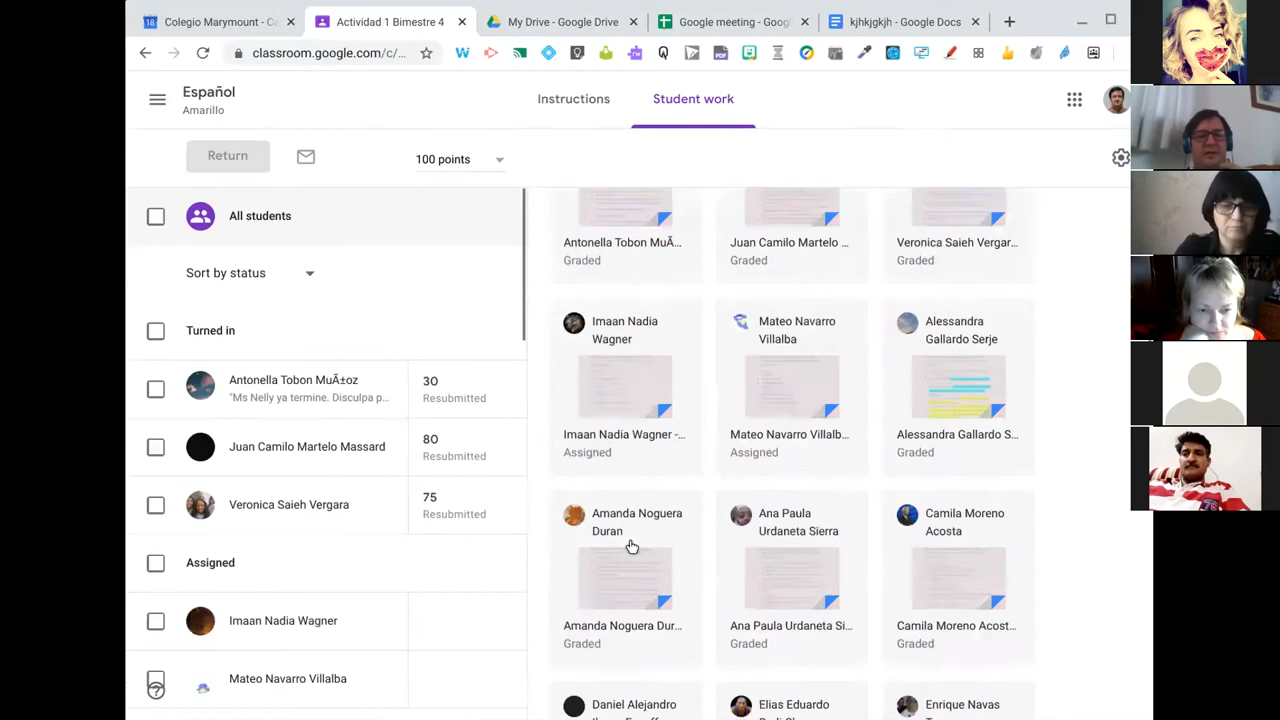 Colegio Marymount - C
Actividad 1 Bimestre 4
My Drive - Google Drive
Google meeting - Goog
kjhkjgkjh - Google Docs
classroom.google.com/c/...
Español
Amarillo
Instructions
Student work
Return
100 points
All students
Sort by status
Turned in
Antonella Tobon MuÃ±oz
"Ms Nelly ya termine. Disculpa p...
30
Resubmitted
Juan Camilo Martelo Massard
80
Resubmitted
Veronica Saieh Vergara
75
Resubmitted
Assigned
Imaan Nadia Wagner
Mateo Navarro Villalba
Antonella Tobon MuÃ...
Graded
Juan Camilo Martelo ...
Graded
Veronica Saieh Vergar...
Graded
Imaan Nadia
Wagner
Imaan Nadia Wagner -...
Assigned
Mateo Navarro
Villalba
Mateo Navarro Villalb...
Assigned
Alessandra
Gallardo Serje
Alessandra Gallardo S...
Graded
Amanda Noguera
Duran
Amanda Noguera Dur...
Graded
Ana Paula
Urdaneta Sierra
Ana Paula Urdaneta Si...
Graded
Camila Moreno
Acosta
Camila Moreno Acost...
Graded
Daniel Alejandro
Elias Eduardo
Enrique Navas